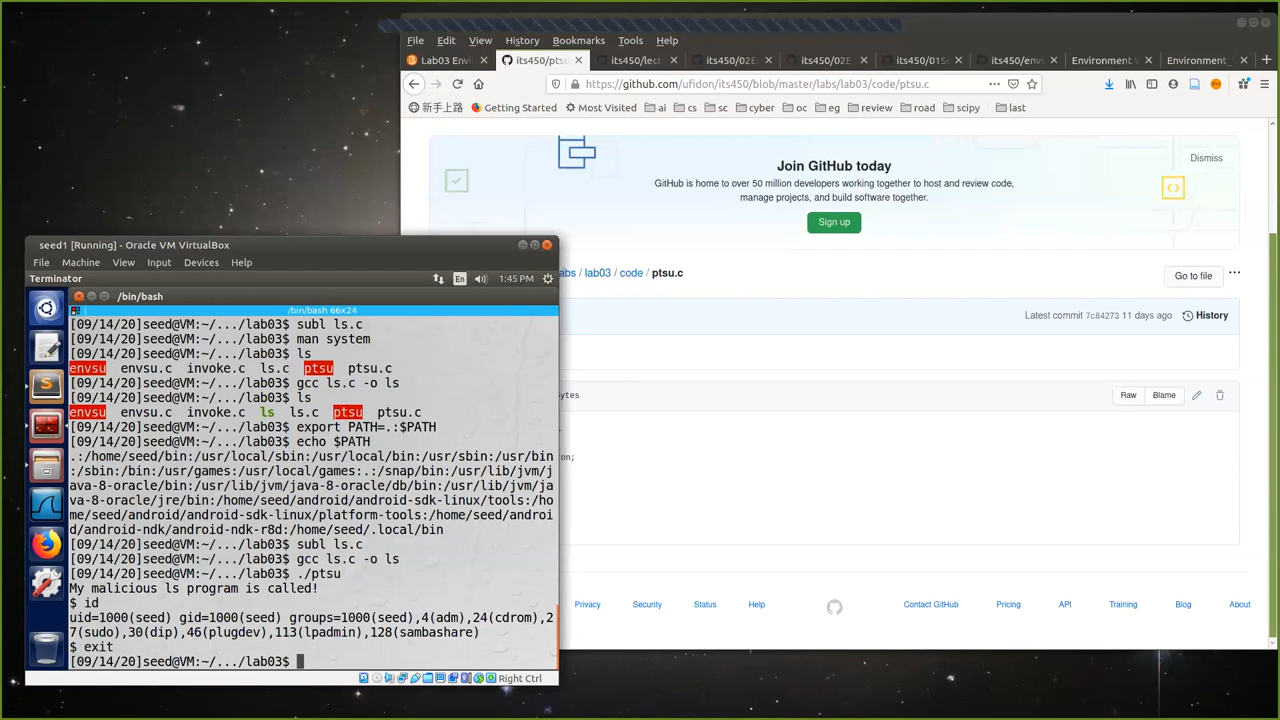 File Edit View History Bookmarks Tools Help
Lab03 Envi
its450/ptsu.
its450/lect
its450/02E
its450/02E
its450/01S
its450/envs
Environment_V
Environment_
https://github.com/ufidon/its450/blob/master/labs/lab03/code/ptsu.c
新手上路 Getting Started Most Visited ai cs sc cyber oc eg review road scipy last
Join GitHub today
Dismiss
GitHub is home to over 50 million developers working together to host and review code,
manage projects, and build software together.
Sign up
abs / lab03 / code / ptsu.c
Go to file
Latest commit 7c84273 11 days ago
History
ytes
Raw Blame
on;
Privacy Security Status Help
Contact GitHub Pricing API Training Blog About
seed1 [Running] - Oracle VM VirtualBox
File Machine View Input Devices Help
Terminator
En
1:45 PM
/bin/bash
/bin/bash 66x24
[09/14/20]seed@VM:~/.../lab03$ subl ls.c
[09/14/20]seed@VM:~/.../lab03$ man system
[09/14/20]seed@VM:~/.../lab03$ ls
envsu envsu.c invoke.c ls.c ptsu ptsu.c
[09/14/20]seed@VM:~/.../lab03$ gcc ls.c -o ls
[09/14/20]seed@VM:~/.../lab03$ ls
envsu envsu.c invoke.c ls ls.c ptsu ptsu.c
[09/14/20]seed@VM:~/.../lab03$ export PATH=.:$PATH
[09/14/20]seed@VM:~/.../lab03$ echo $PATH
.:/home/seed/bin:/usr/local/sbin:/usr/local/bin:/usr/sbin:/usr/bin
:/sbin:/bin:/usr/games:/usr/local/games:.:/snap/bin:/usr/lib/jvm/j
ava-8-oracle/bin:/usr/lib/jvm/java-8-oracle/db/bin:/usr/lib/jvm/ja
va-8-oracle/jre/bin:/home/seed/android/android-sdk-linux/tools:/ho
me/seed/android/android-sdk-linux/platform-tools:/home/seed/androi
d/android-ndk/android-ndk-r8d:/home/seed/.local/bin
[09/14/20]seed@VM:~/.../lab03$ subl ls.c
[09/14/20]seed@VM:~/.../lab03$ gcc ls.c -o ls
[09/14/20]seed@VM:~/.../lab03$ ./ptsu
My malicious ls program is called!
$ id
uid=1000(seed) gid=1000(seed) groups=1000(seed),4(adm),24(cdrom),2
7(sudo),30(dip),46(plugdev),113(lpadmin),128(sambashare)
$ exit
[09/14/20]seed@VM:~/.../lab03$
Right Ctrl